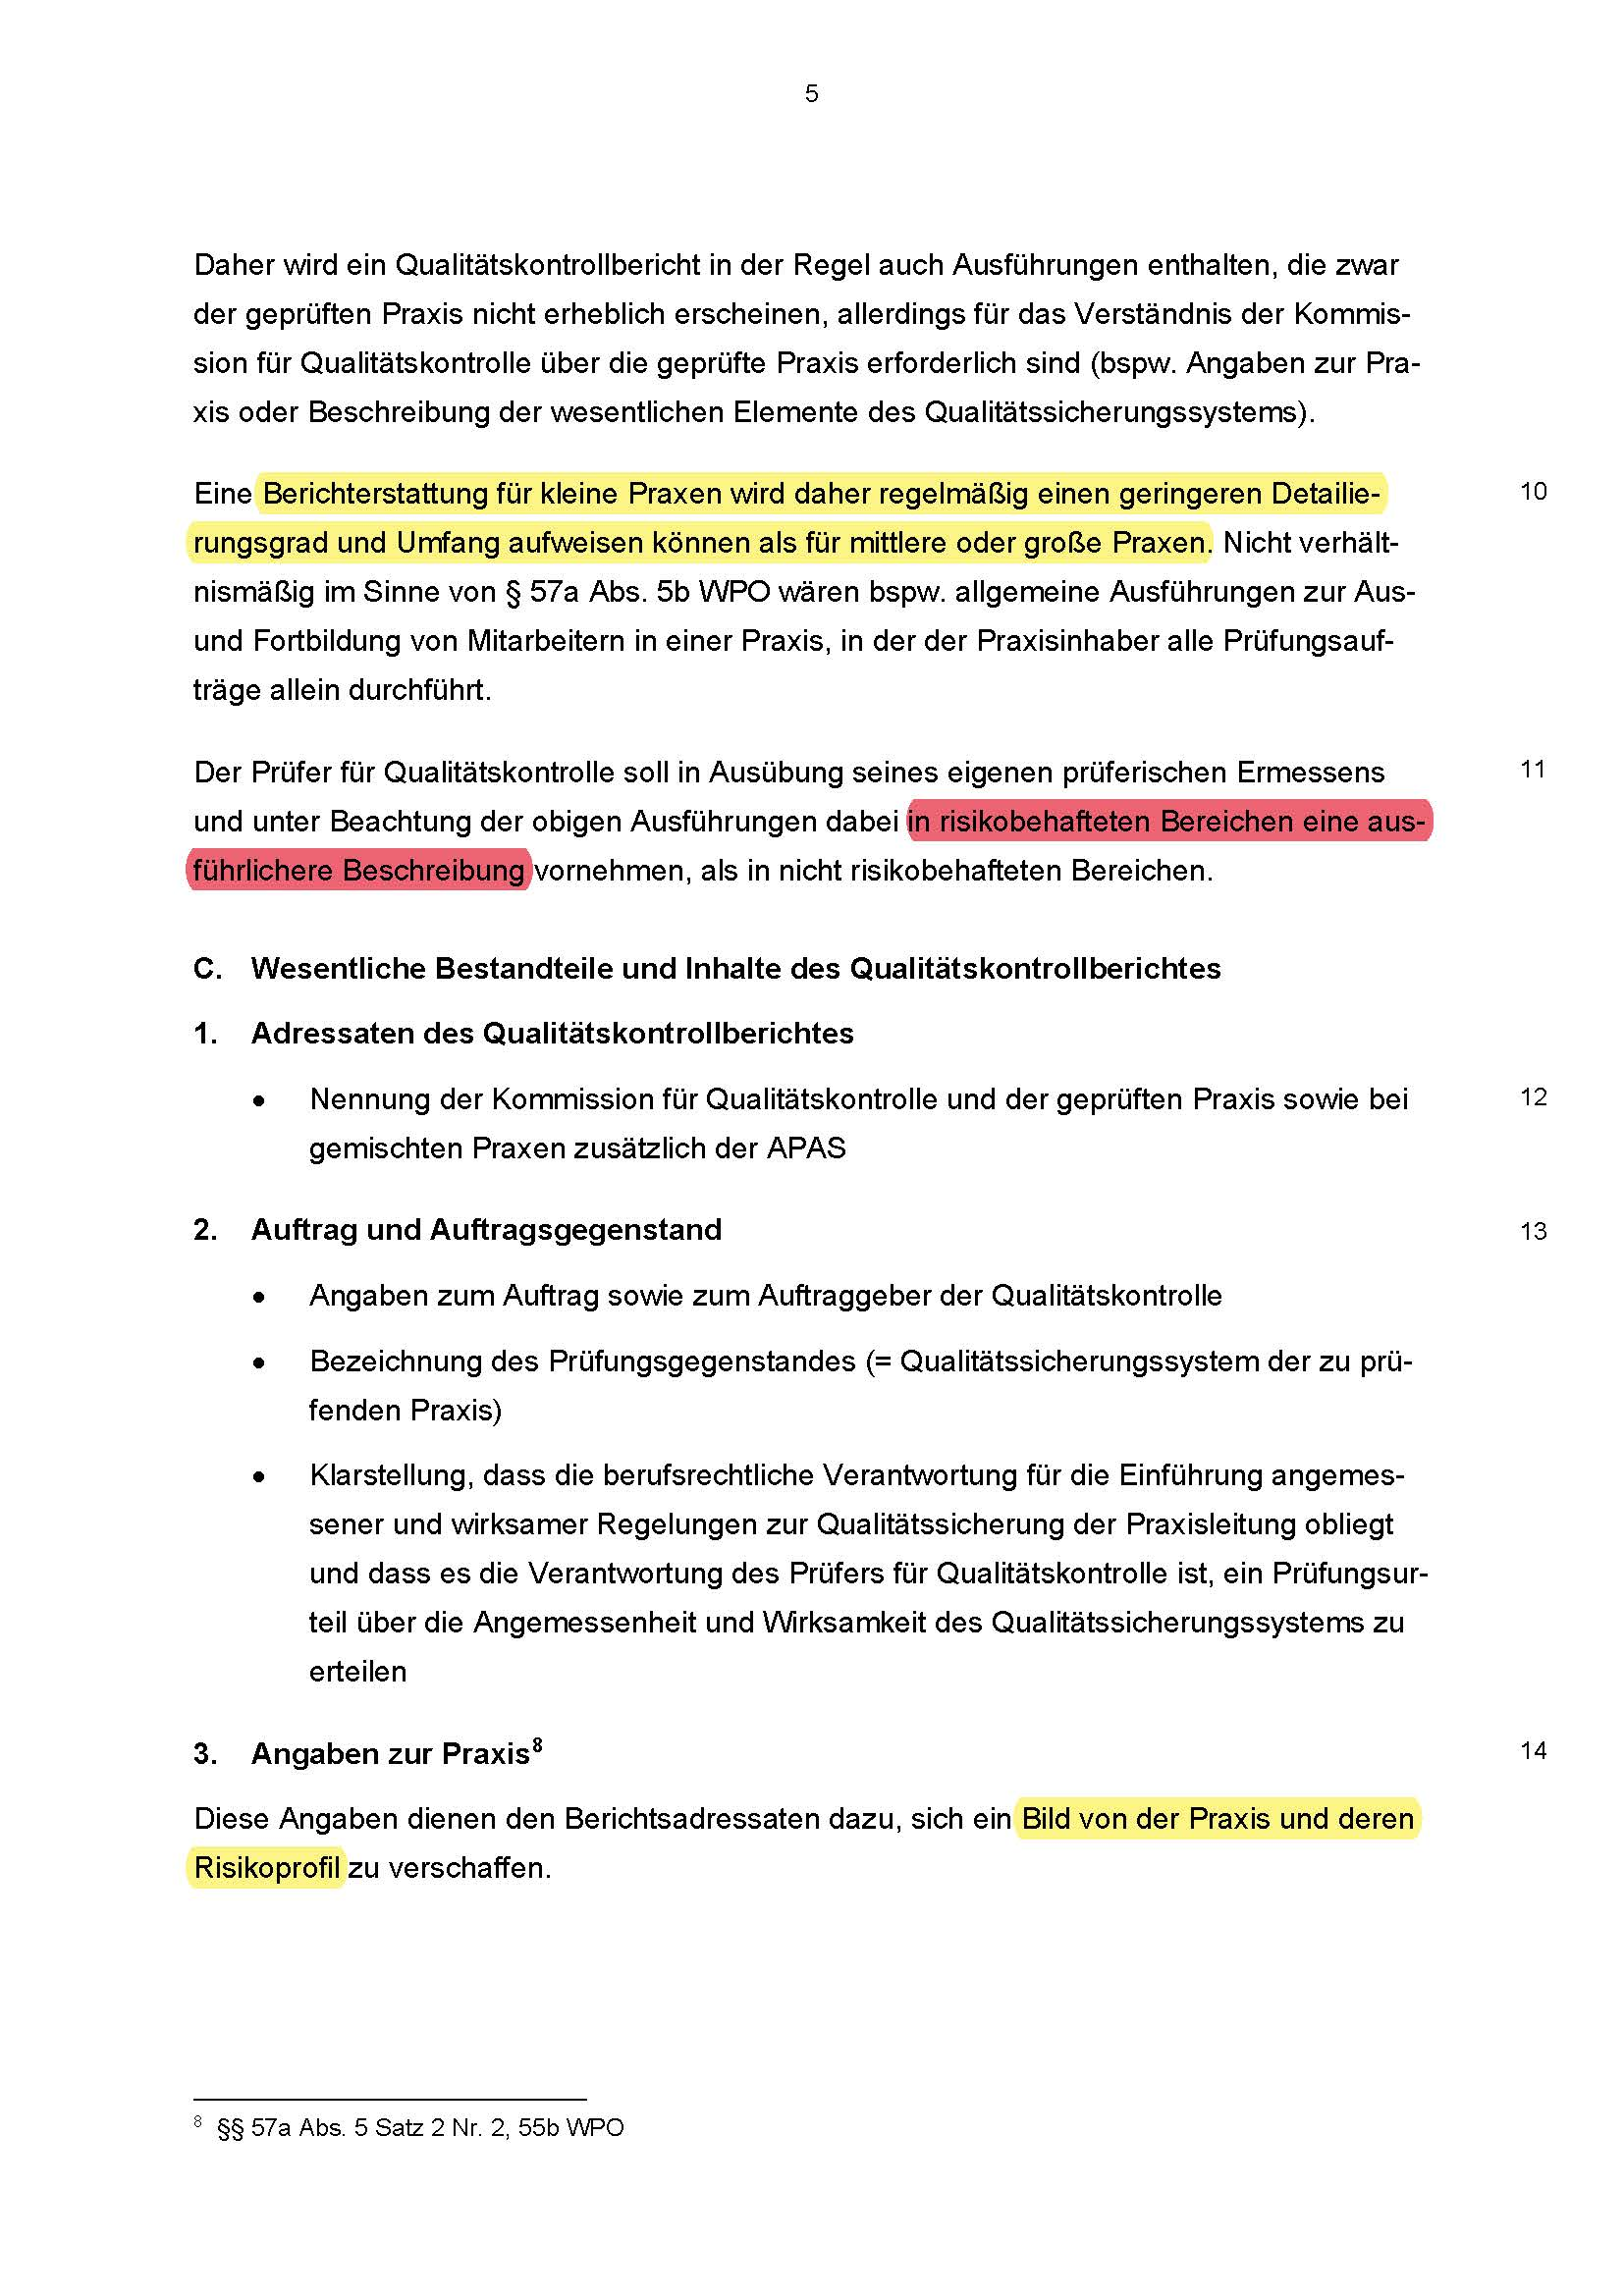 5
Daher wird ein Qualitätskontrollbericht in der Regel auch Ausführungen enthalten, die zwar
der geprüften Praxis nicht erheblich erscheinen, allerdings für das Verständnis der Kommis-
sion für Qualitätskontrolle über die geprüfte Praxis erforderlich sind (bspw. Angaben zur Pra-
xis oder Beschreibung der wesentlichen Elemente des Qualitätssicherungssystems).
Eine Berichterstattung für kleine Praxen wird daher regelmäßig einen geringeren Detailie- 10
rungsgrad und Umfang aufweisen können als für mittlere oder große Praxen. Nicht verhält-
nismäßig im Sinne von § 57a Abs. 5b WPO wären bspw. allgemeine Ausführungen zur Aus-
und Fortbildung von Mitarbeitern in einer Praxis, in der der Praxisinhaber alle Prüfungsauf-
träge allein durchführt.
Der Prüfer für Qualitätskontrolle soll in Ausübung seines eigenen prüferischen Ermessens 11
und unter Beachtung der obigen Ausführungen dabei in risikobehafteten Bereichen eine aus-
führlichere Beschreibung vornehmen, als in nicht risikobehafteten Bereichen.
C. Wesentliche Bestandteile und Inhalte des Qualitätskontrollberichtes
1. Adressaten des Qualitätskontrollberichtes
• Nennung der Kommission für Qualitätskontrolle und der geprüften Praxis sowie bei 12
gemischten Praxen zusätzlich der APAS
2. Auftrag und Auftragsgegenstand 13
• Angaben zum Auftrag sowie zum Auftraggeber der Qualitätskontrolle
• Bezeichnung des Prüfungsgegenstandes (= Qualitätssicherungssystem der zu prü-
fenden Praxis)
• Klarstellung, dass die berufsrechtliche Verantwortung für die Einführung angemes-
sener und wirksamer Regelungen zur Qualitätssicherung der Praxisleitung obliegt
und dass es die Verantwortung des Prüfers für Qualitätskontrolle ist, ein Prüfungsur-
teil über die Angemessenheit und Wirksamkeit des Qualitätssicherungssystems zu
erteilen
3. Angaben zur Praxis⁸ 14
Diese Angaben dienen den Berichtsadressaten dazu, sich ein Bild von der Praxis und deren
Risikoprofil zu verschaffen.
⁸ §§ 57a Abs. 5 Satz 2 Nr. 2, 55b WPO